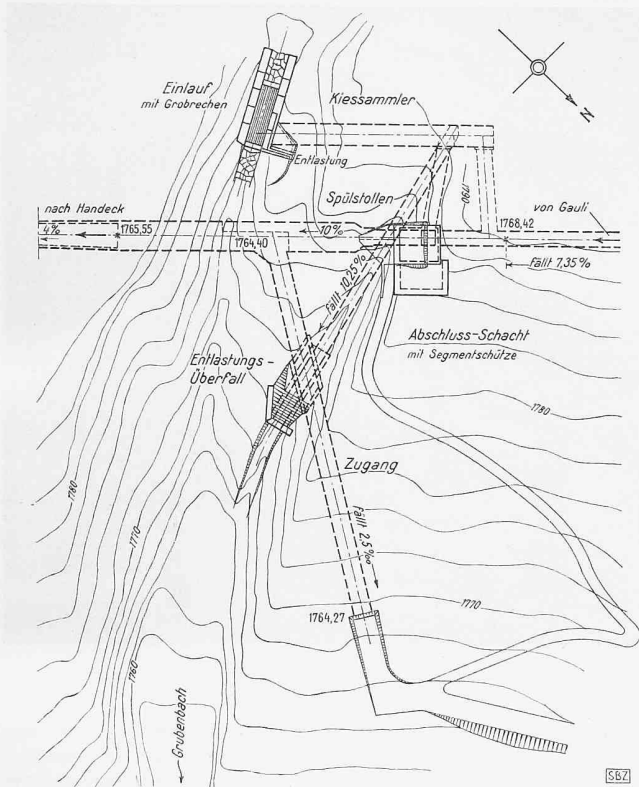 Einlauf
mit Grobrechen
Kiessammler
N
Entlastung
Spülstollen
1760
nach Handeck
von Gauli
4‰
1765,55
1764,40
10‰
1768,42
fällt 7,35‰
fällt 10,25‰
Abschluss-Schacht
mit Segmentschütze
Entlastungs-
Überfall
1780
Zugang
1780
1770
fällt 2,5‰
1770
1764,27
1760
Grubenbach
SBZ